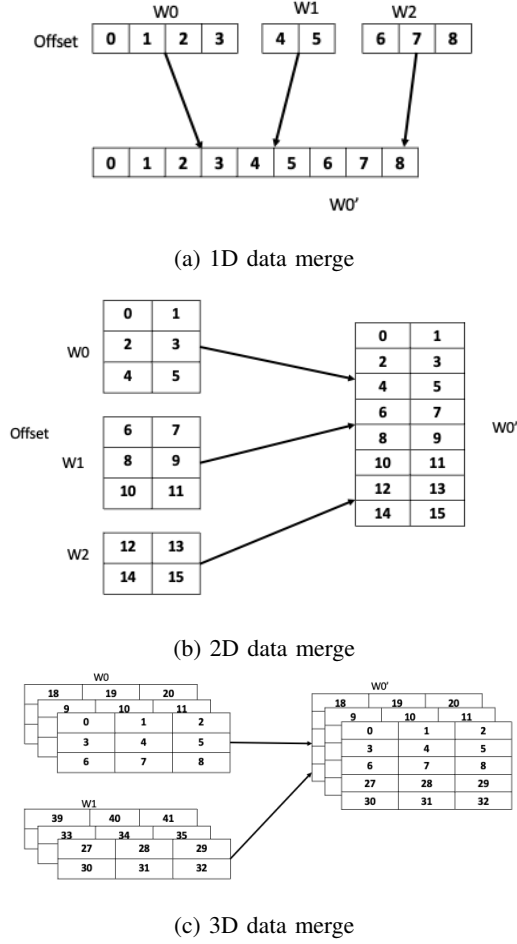 W0 W1 W2
Offset 0 1 2 3 4 5 6 7 8
0 1 2 3 4 5 6 7 8
W0'
(a) 1D data merge
0 1
2 3
4 5
W0
6 7
8 9
10 11
Offset
W1
12 13
14 15
W2
0 1
2 3
4 5
6 7
8 9
10 11
12 13
14 15
W0'
(b) 2D data merge
W0
18 19 20
9 10 11
0 1 2
3 4 5
6 7 8
W1
39 40 41
33 34 35
27 28 29
30 31 32
W0'
18 19 20
9 10 11
0 1 2
3 4 5
6 7 8
27 28 29
30 31 32
(c) 3D data merge